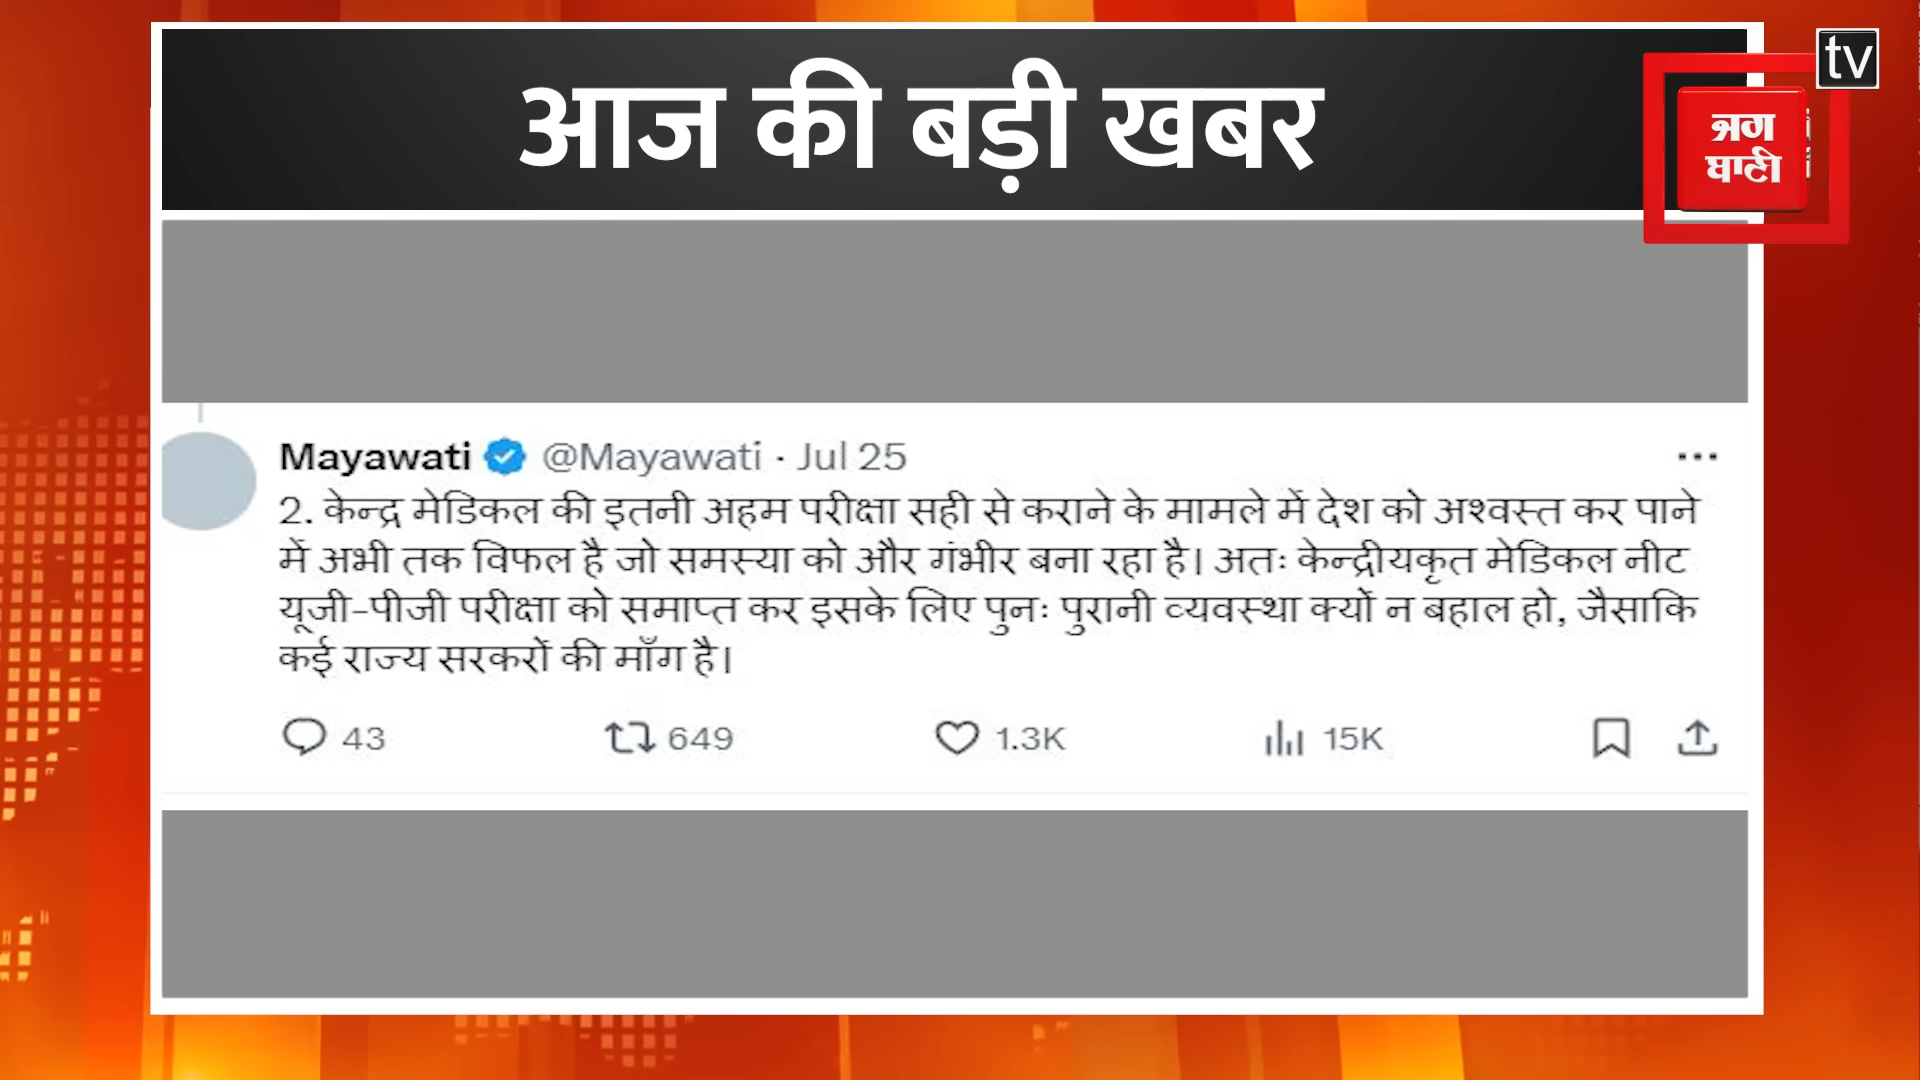 आज की बड़ी खबर
tv
जग
घाटी
Mayawati @Mayawati · Jul 25
2. केन्द्र मेडिकल की इतनी अहम परीक्षा सही से कराने के मामले में देश को अश्वस्त कर पाने
में अभी तक विफल है जो समस्या को और गंभीर बना रहा है। अतः केन्द्रीयकृत मेडिकल नीट
यूजी-पीजी परीक्षा को समाप्त कर इसके लिए पुनः पुरानी व्यवस्था क्यों न बहाल हो, जैसाकि
कई राज्य सरकरों की माँग है।
43 649 1.3K 15K